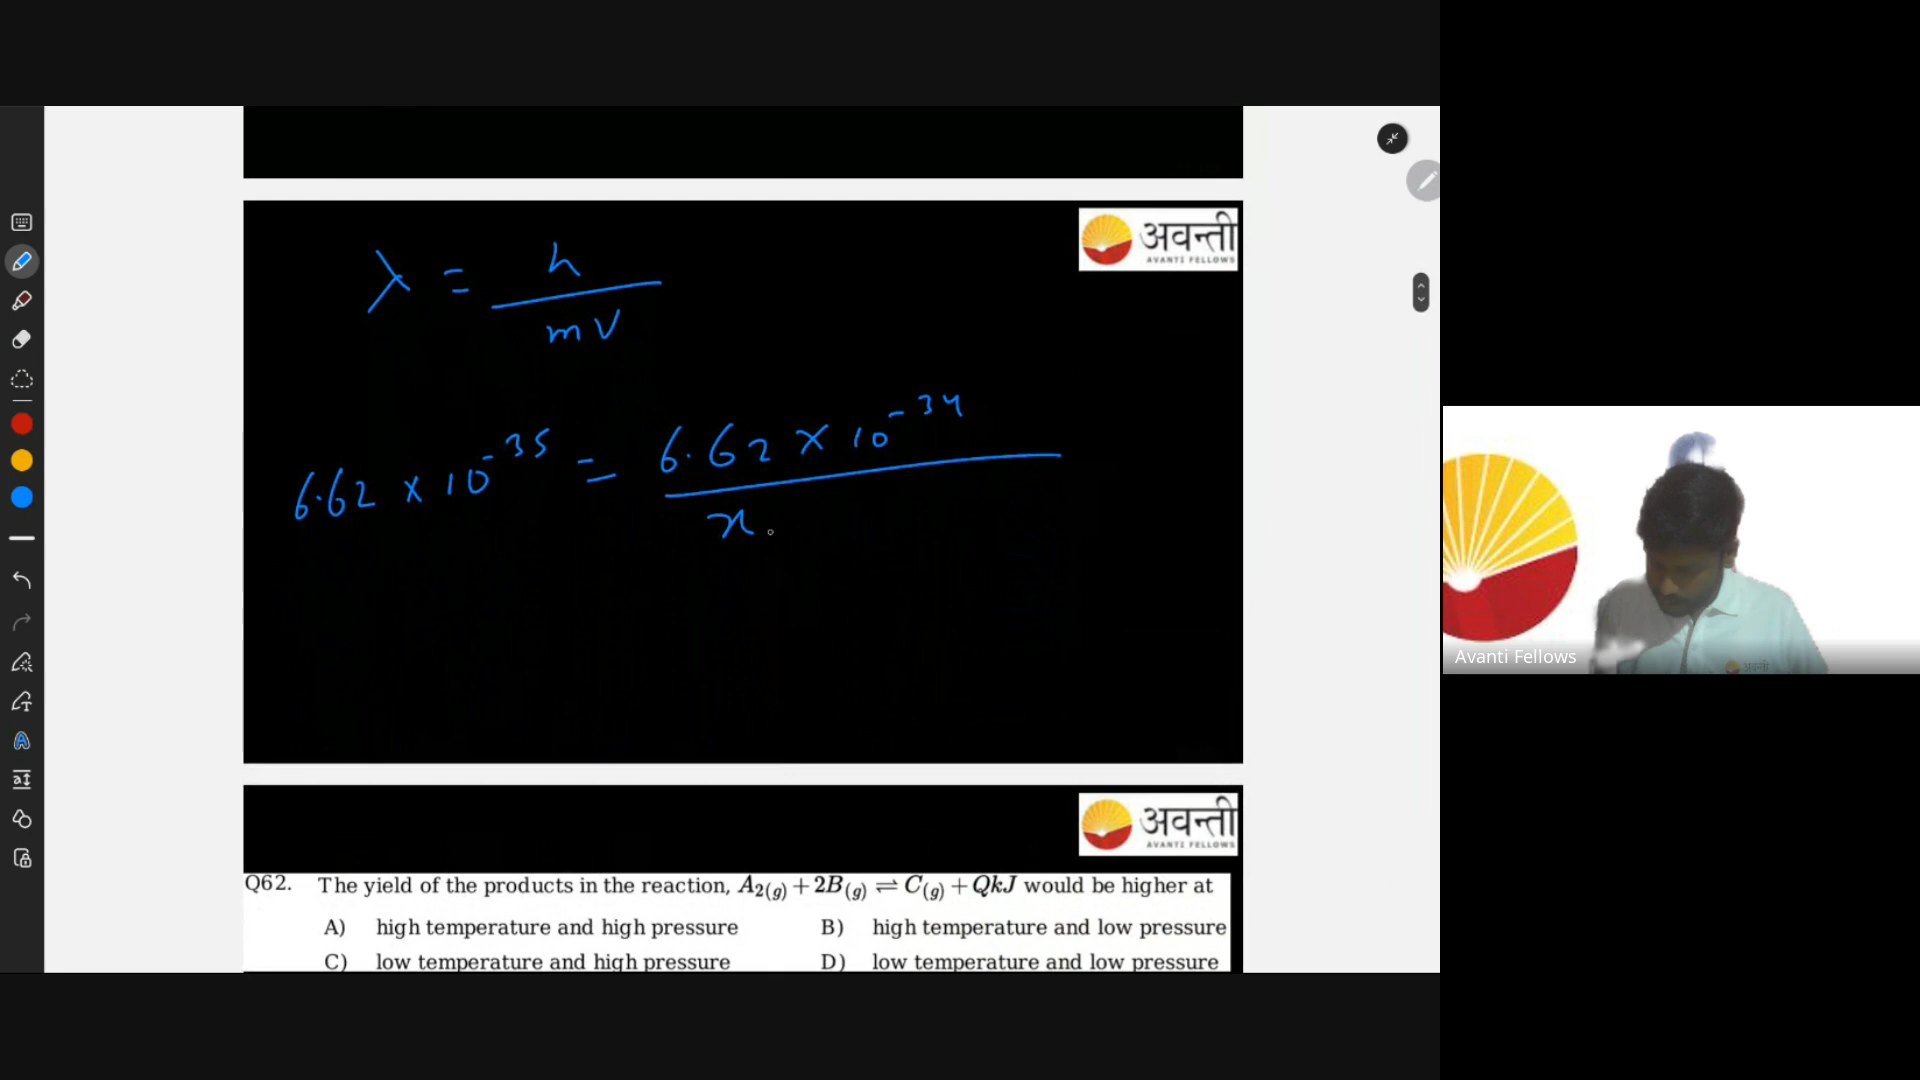 अवन्ती
AVANTI FELLOWS
λ = h / mv
6.62 × 10⁻³⁵ = 6.62 × 10⁻³⁴ / x.
Avanti Fellows
अवन्ती
अवन्ती
AVANTI FELLOWS
Q62. The yield of the products in the reaction, A₂(g) + 2B(g) ⇌ C(g) + QkJ would be higher at
A) high temperature and high pressure B) high temperature and low pressure
C) low temperature and high pressure D) low temperature and low pressure